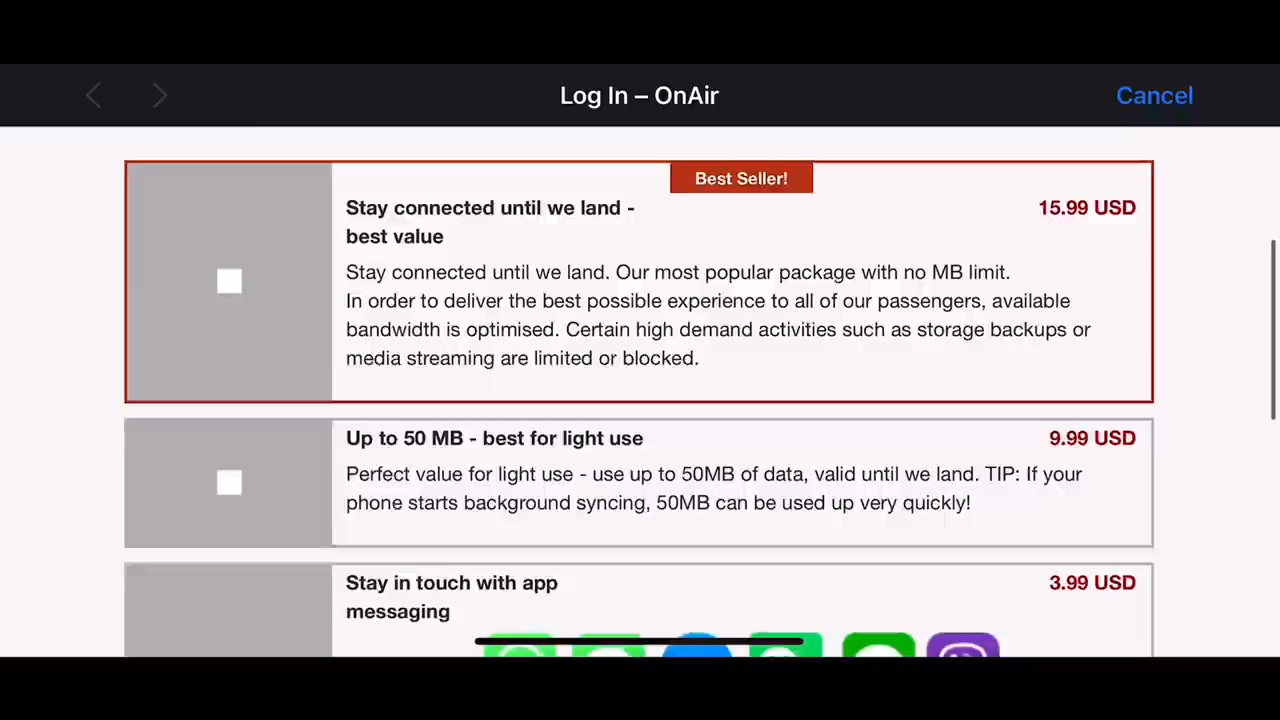 Log In – OnAir
Cancel
Best Seller!
Stay connected until we land -
best value
15.99 USD
Stay connected until we land. Our most popular package with no MB limit.
In order to deliver the best possible experience to all of our passengers, available
bandwidth is optimised. Certain high demand activities such as storage backups or
media streaming are limited or blocked.
Up to 50 MB - best for light use
9.99 USD
Perfect value for light use - use up to 50MB of data, valid until we land. TIP: If your
phone starts background syncing, 50MB can be used up very quickly!
Stay in touch with app
messaging
3.99 USD